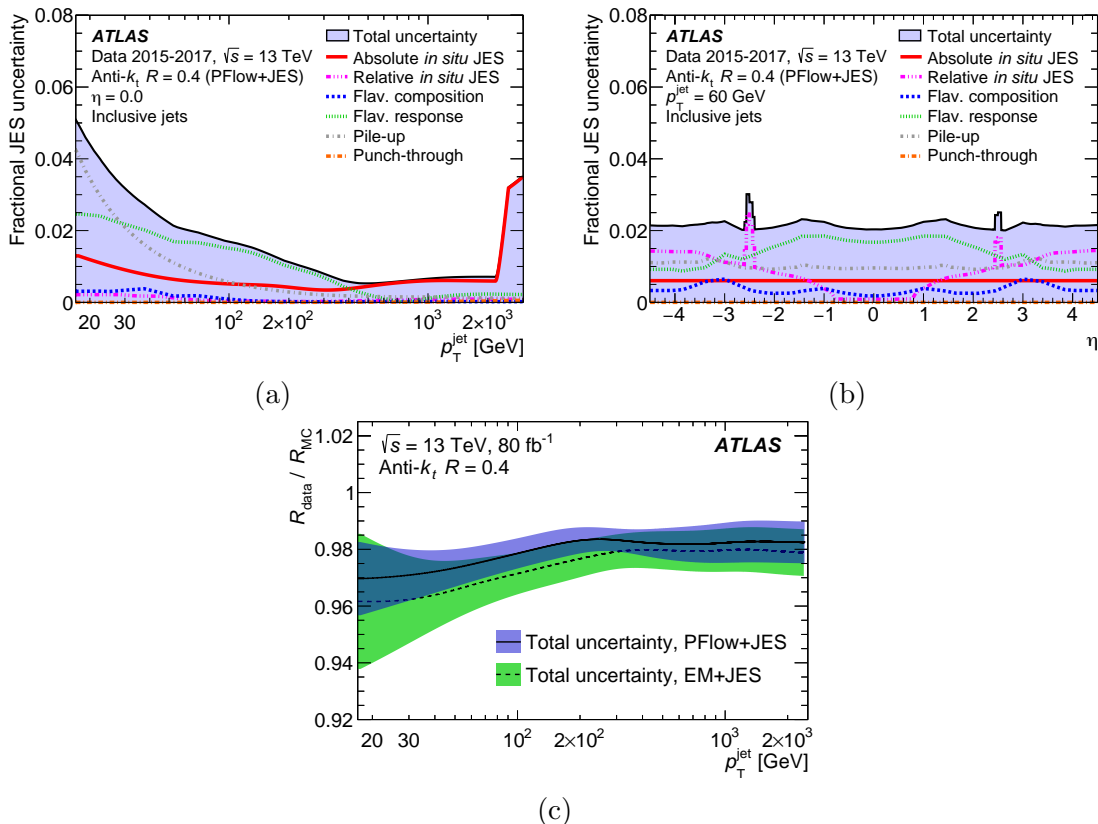 Fractional JES uncertainty
0.08
0.06
0.04
0.02
0
ATLAS
Data 2015-2017, √s = 13 TeV
Anti-kₜ R = 0.4 (PFlow+JES)
η = 0.0
Inclusive jets
Total uncertainty
Absolute in situ JES
Relative in situ JES
Flav. composition
Flav. response
Pile-up
Punch-through
20 30 10² 2×10² 10³ 2×10³
p_T^jet [GeV]
(a)
Fractional JES uncertainty
0.08
0.06
0.04
0.02
0
ATLAS
Data 2015-2017, √s = 13 TeV
Anti-kₜ R = 0.4 (PFlow+JES)
p_T^jet = 60 GeV
Inclusive jets
Total uncertainty
Absolute in situ JES
Relative in situ JES
Flav. composition
Flav. response
Pile-up
Punch-through
−4 −3 −2 −1 0 1 2 3 4
η
(b)
R_data / R_MC
1.02
1
0.98
0.96
0.94
0.92
√s = 13 TeV, 80 fb⁻¹
Anti-kₜ R = 0.4
ATLAS
Total uncertainty, PFlow+JES
Total uncertainty, EM+JES
20 30 10² 2×10² 10³ 2×10³
p_T^jet [GeV]
(c)